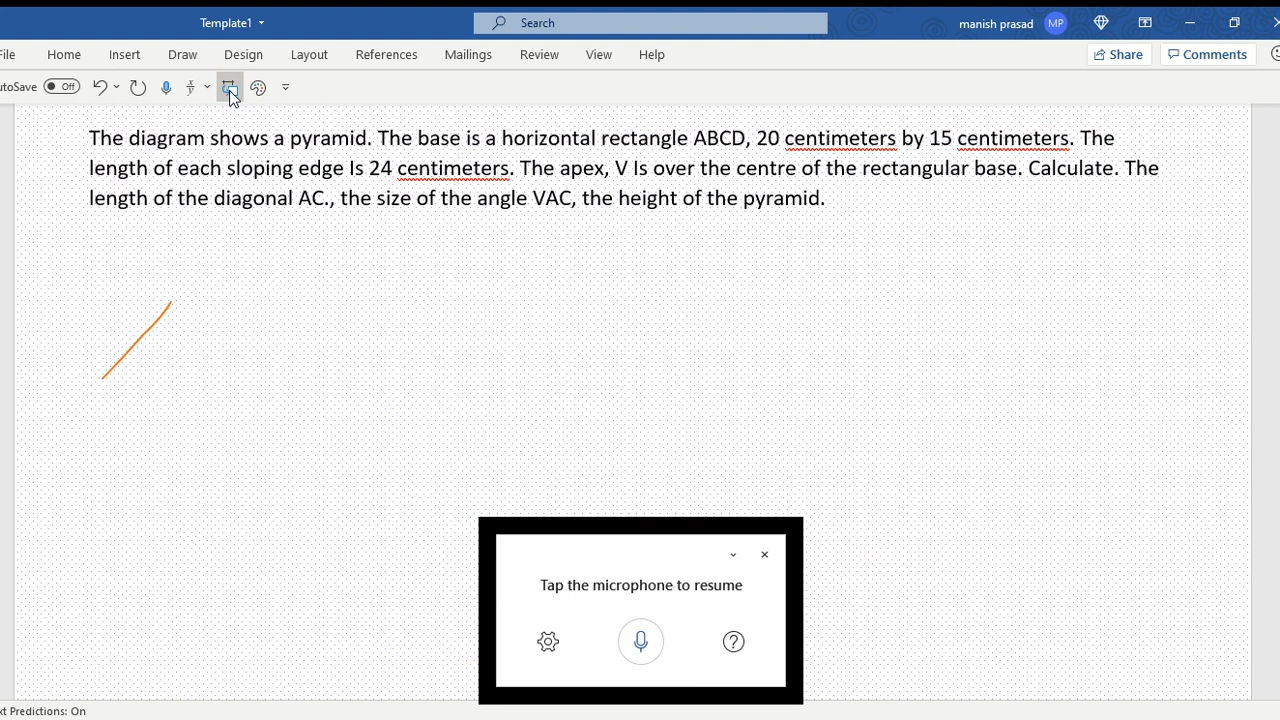 Template1
Search
manish prasad
MP
File
Home
Insert
Draw
Design
Layout
References
Mailings
Review
View
Help
Share
Comments
utoSave
Off
x
y
The diagram shows a pyramid. The base is a horizontal rectangle ABCD, 20 centimeters by 15 centimeters. The
length of each sloping edge Is 24 centimeters. The apex, V Is over the centre of the rectangular base. Calculate. The
length of the diagonal AC., the size of the angle VAC, the height of the pyramid.
Tap the microphone to resume
?
xt Predictions: On